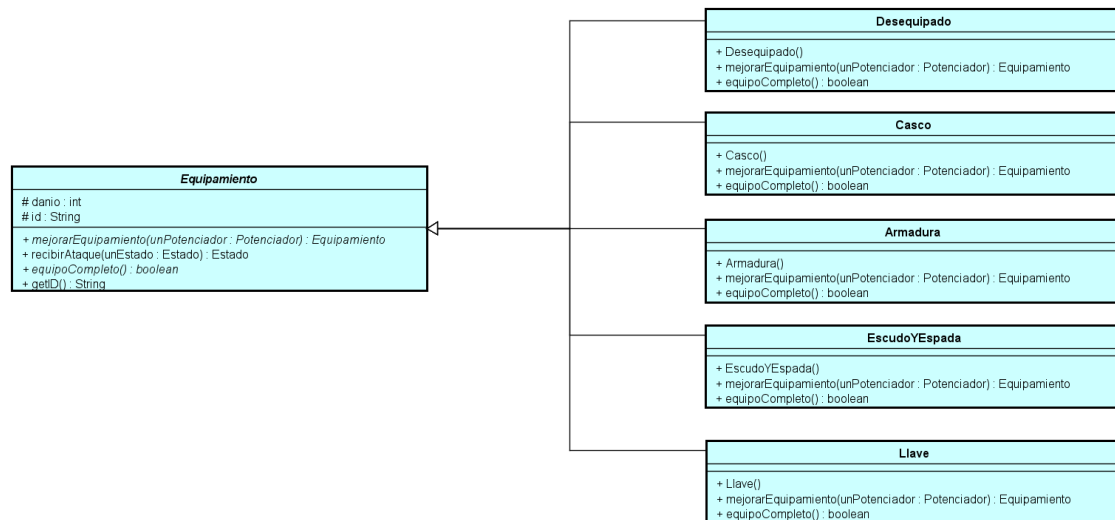 Equipamiento
# danio : int
# id : String
+ mejorarEquipamiento(unPotenciador : Potenciador) : Equipamiento
+ recibirAtaque(unEstado : Estado) : Estado
+ equipoCompleto() : boolean
+ getID() : String
Desequipado
+ Desequipado()
+ mejorarEquipamiento(unPotenciador : Potenciador) : Equipamiento
+ equipoCompleto() : boolean
Casco
+ Casco()
+ mejorarEquipamiento(unPotenciador : Potenciador) : Equipamiento
+ equipoCompleto() : boolean
Armadura
+ Armadura()
+ mejorarEquipamiento(unPotenciador : Potenciador) : Equipamiento
+ equipoCompleto() : boolean
EscudoYEspada
+ EscudoYEspada()
+ mejorarEquipamiento(unPotenciador : Potenciador) : Equipamiento
+ equipoCompleto() : boolean
Llave
+ Llave()
+ mejorarEquipamiento(unPotenciador : Potenciador) : Equipamiento
+ equipoCompleto() : boolean